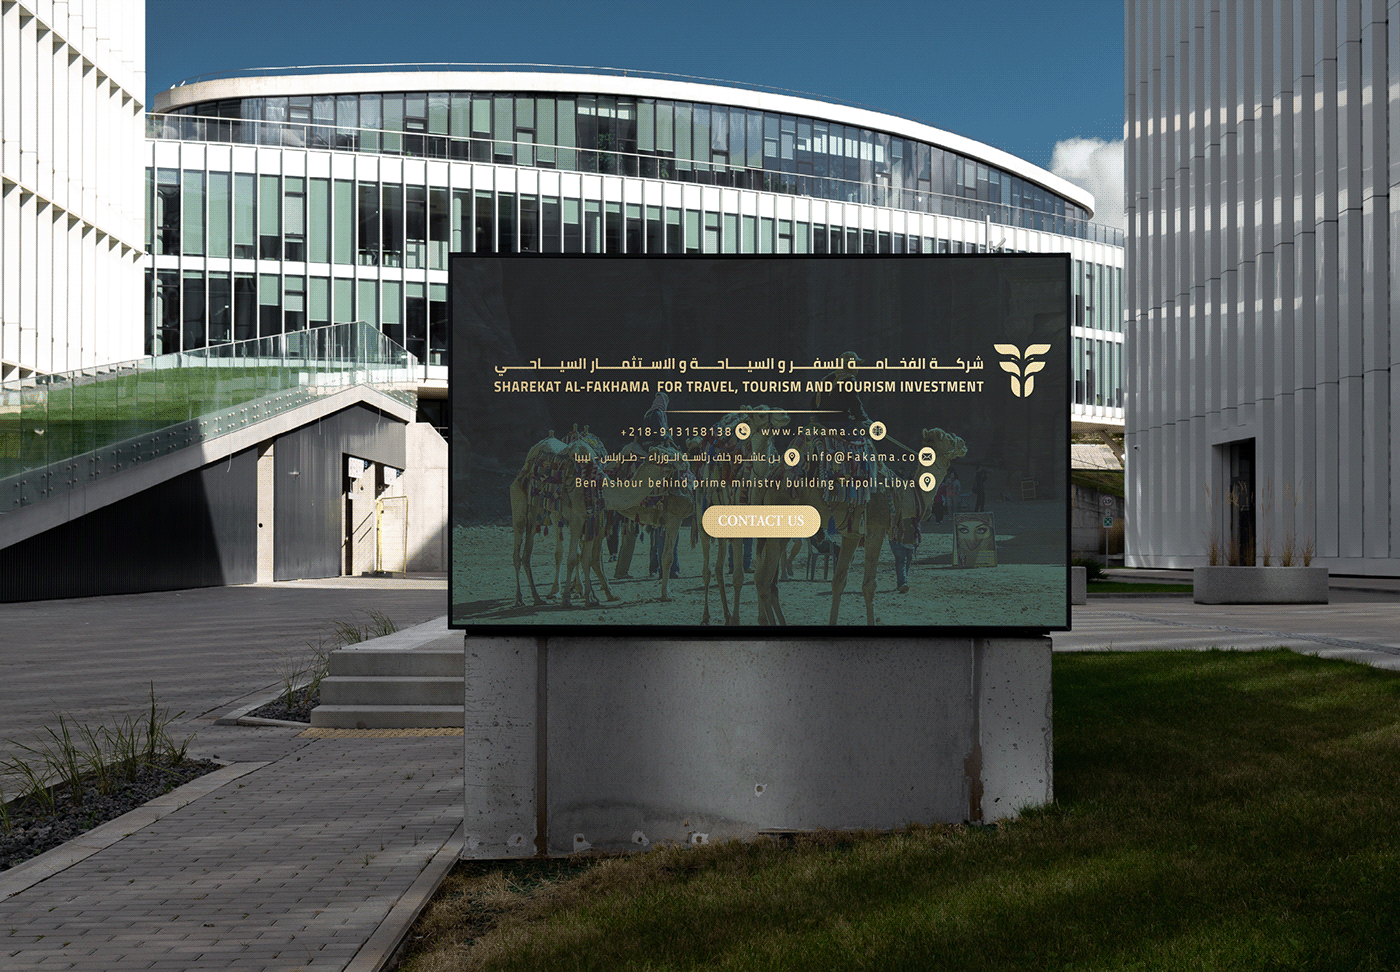 شركة الفخامة للسفر و السياحة و الاستثمار السياحي
SHAREKAT AL-FAKHAMA FOR TRAVEL, TOURISM AND TOURISM INVESTMENT
+218-913158138 www.Fakama.co
بن عاشور خلف رئاسة الوزراء - طرابلس - ليبيا info@Fakama.co
Ben Ashour behind prime ministry building Tripoli-Libya
CONTACT US